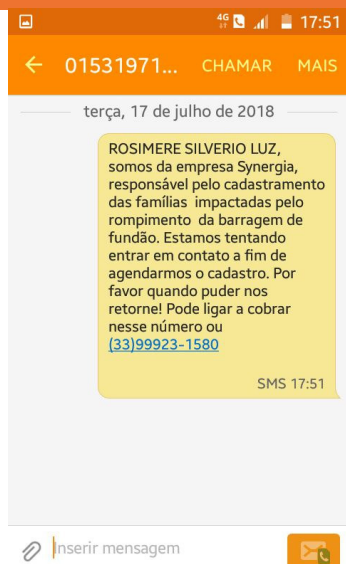 4G 17:51
01531971... CHAMAR MAIS
terça, 17 de julho de 2018
ROSIMERE SILVERIO LUZ,
somos da empresa Synergia,
responsável pelo cadastramento
das famílias impactadas pelo
rompimento da barragem de
fundão. Estamos tentando
entrar em contato a fim de
agendarmos o cadastro. Por
favor quando puder nos
retorne! Pode ligar a cobrar
nesse número ou
(33)99923-1580
SMS 17:51
Inserir mensagem